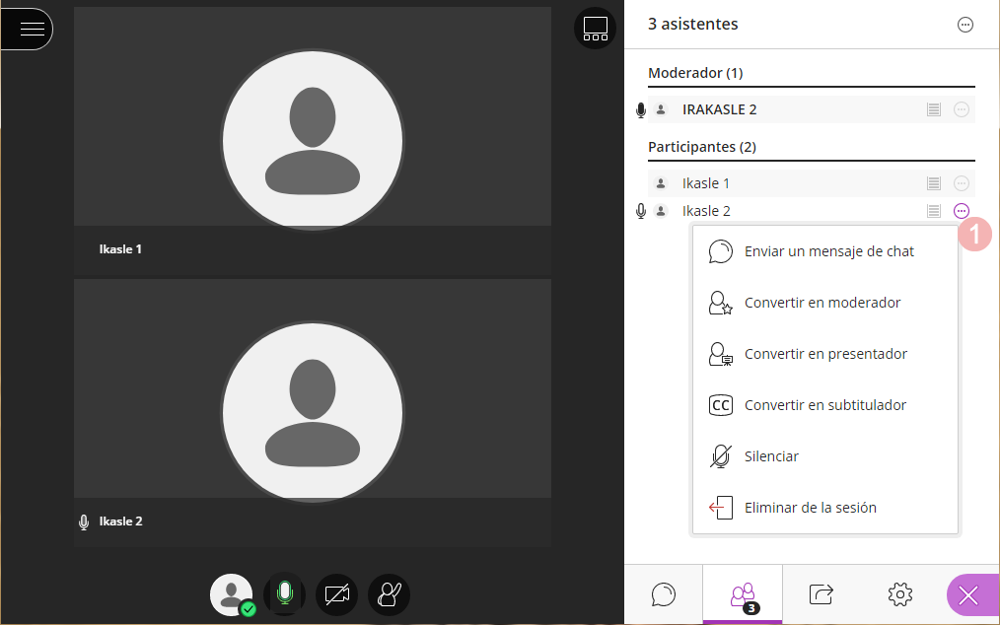 Ikasle 1
Ikasle 2
3 asistentes
Moderador (1)
IRAKASLE 2
Participantes (2)
Ikasle 1
Ikasle 2
1
Enviar un mensaje de chat
Convertir en moderador
Convertir en presentador
CC Convertir en subtitulador
Silenciar
Eliminar de la sesión
3